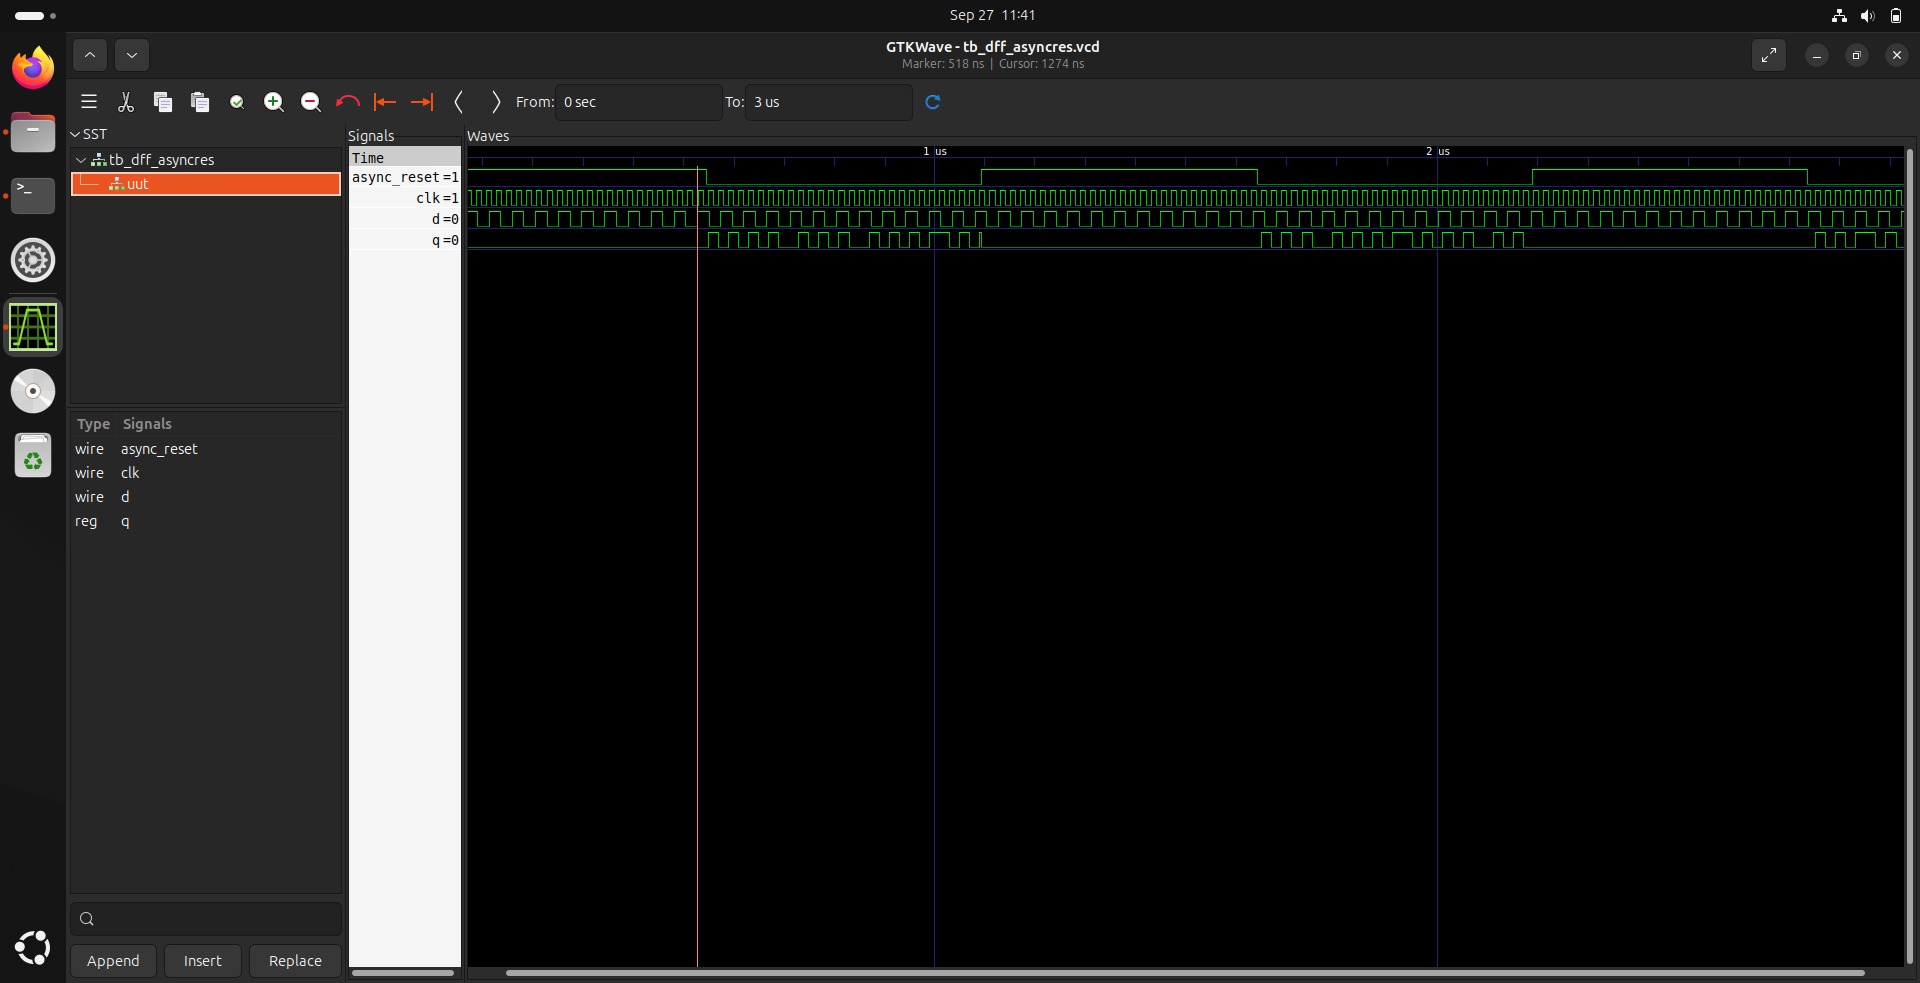 Sep 27 11:41
GTKWave - tb_dff_asyncres.vcd
Marker: 518 ns | Cursor: 1274 ns
From: 0 sec To: 3 us
SST
tb_dff_asyncres
uut
Type Signals
wire async_reset
wire clk
wire d
reg q
Append Insert Replace
Signals
Time
async_reset=1
clk=1
d=0
q=0
Waves
1 us 2 us